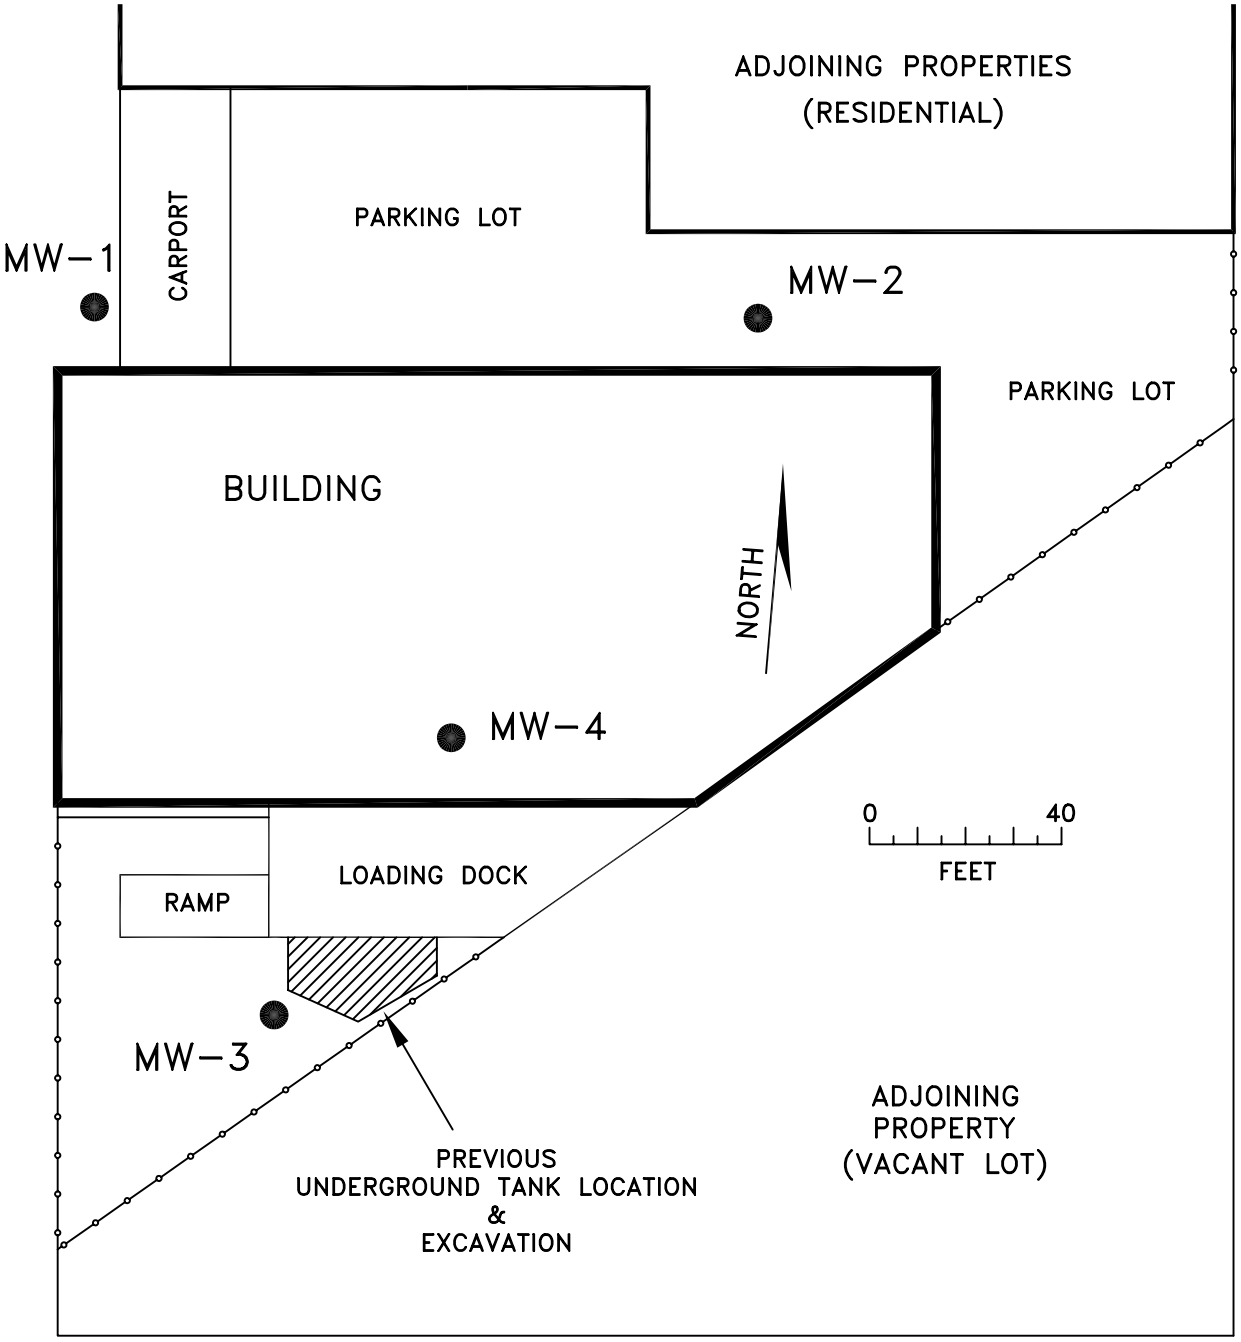 ADJOINING PROPERTIES
(RESIDENTIAL)
CARPORT
PARKING LOT
MW-1
MW-2
PARKING LOT
BUILDING
NORTH
MW-4
0 40
FEET
LOADING DOCK
RAMP
MW-3
ADJOINING
PROPERTY
(VACANT LOT)
PREVIOUS
UNDERGROUND TANK LOCATION
&
EXCAVATION